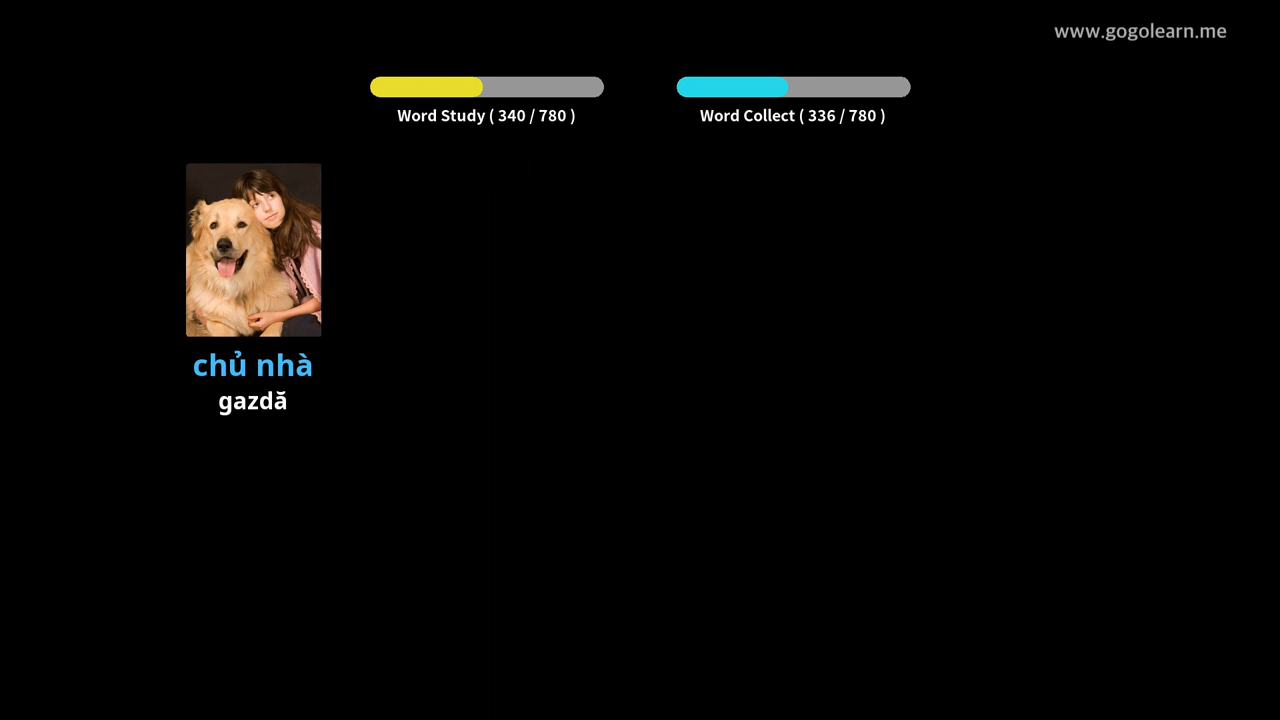 www.gogolearn.me
Word Study ( 340 / 780 )
Word Collect ( 336 / 780 )
chủ nhà
gazdă